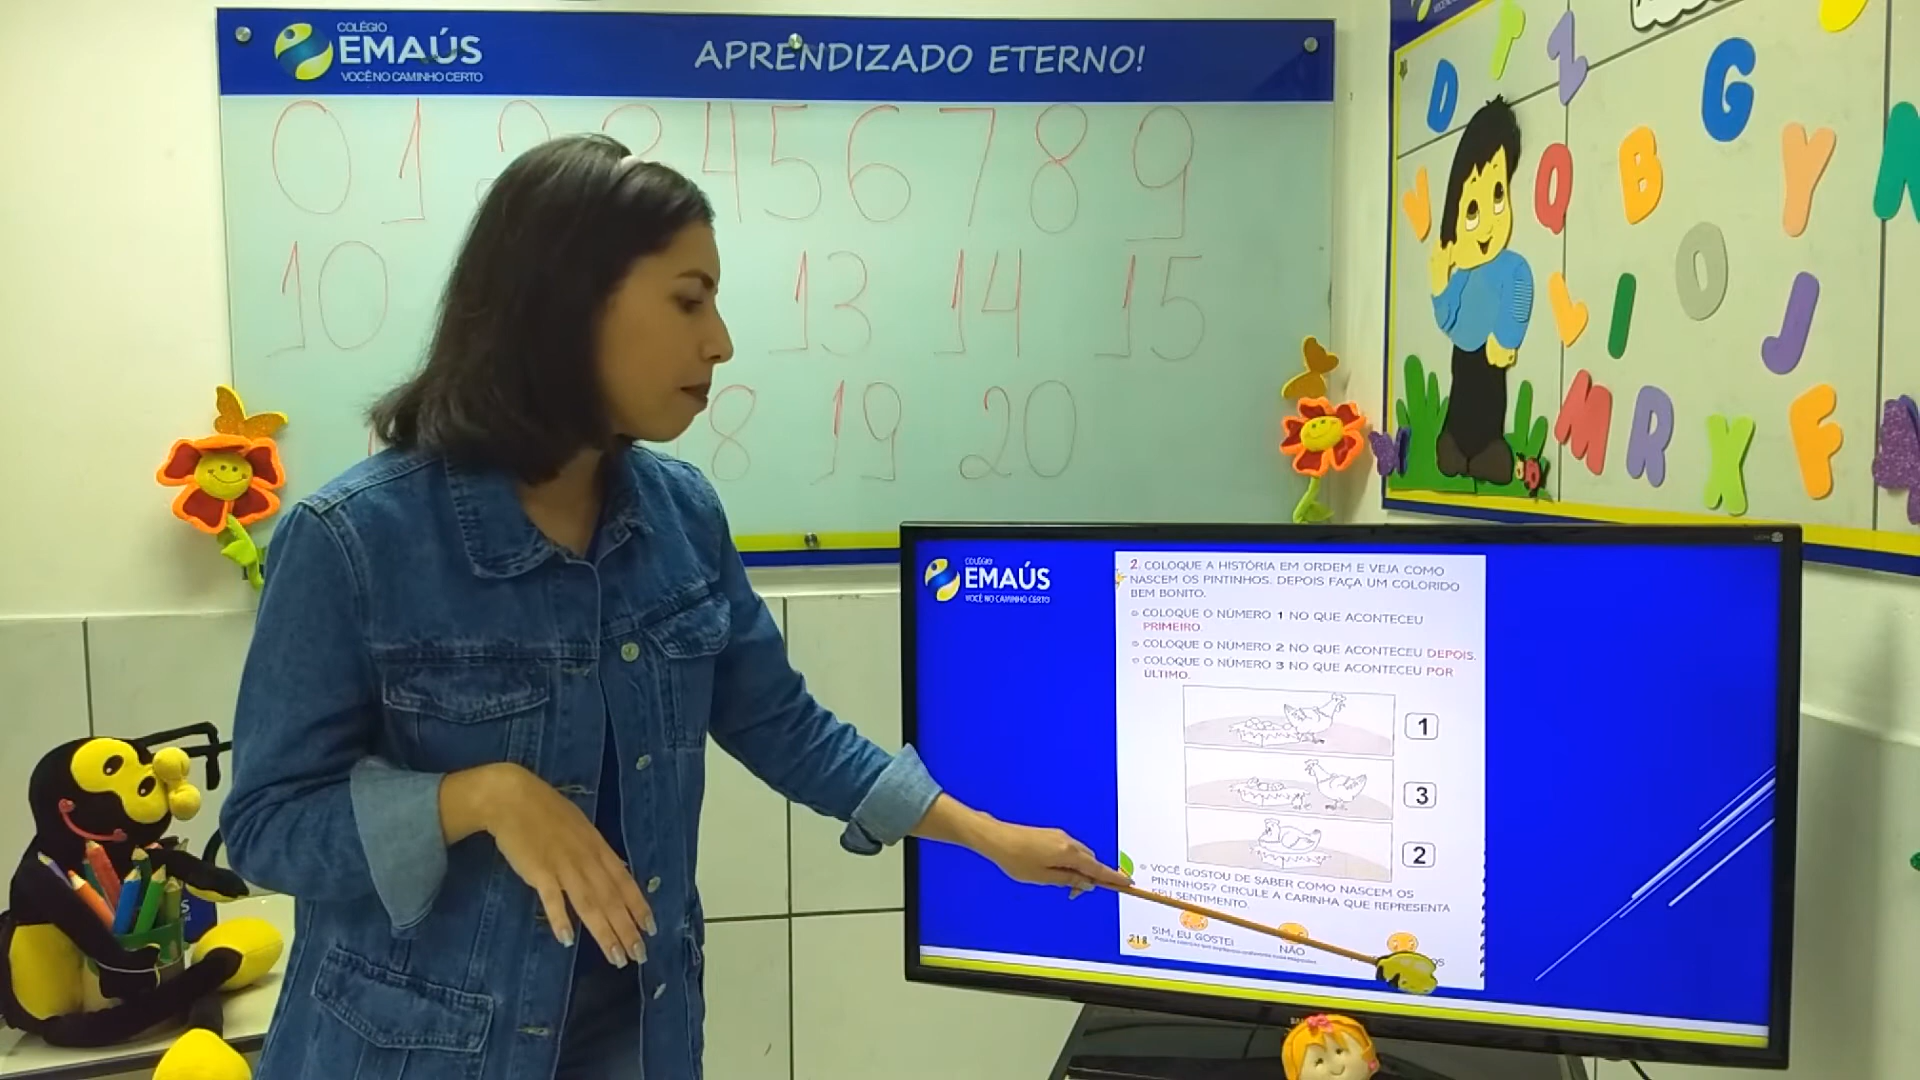 COLÉGIO
EMAÚS
VOCÊ NO CAMINHO CERTO
APRENDIZADO ETERNO!
0 1 2 3 4 5 6 7 8 9
10 13 14 15
8 19 20
D T Z G
V Q B Y N
L I O J
M R X F
COLÉGIO
EMAÚS
VOCÊ NO CAMINHO CERTO
2. COLOQUE A HISTÓRIA EM ORDEM E VEJA COMO
NASCEM OS PINTINHOS. DEPOIS FAÇA UM COLORIDO
BEM BONITO.
COLOQUE O NÚMERO 1 NO QUE ACONTECEU
PRIMEIRO.
COLOQUE O NÚMERO 2 NO QUE ACONTECEU DEPOIS.
COLOQUE O NÚMERO 3 NO QUE ACONTECEU POR
ÚLTIMO.
1
3
2
VOCÊ GOSTOU DE SABER COMO NASCEM OS
PINTINHOS? CIRCULE A CARINHA QUE REPRESENTA
SEU SENTIMENTO.
SIM, EU GOSTEI
NÃO
218